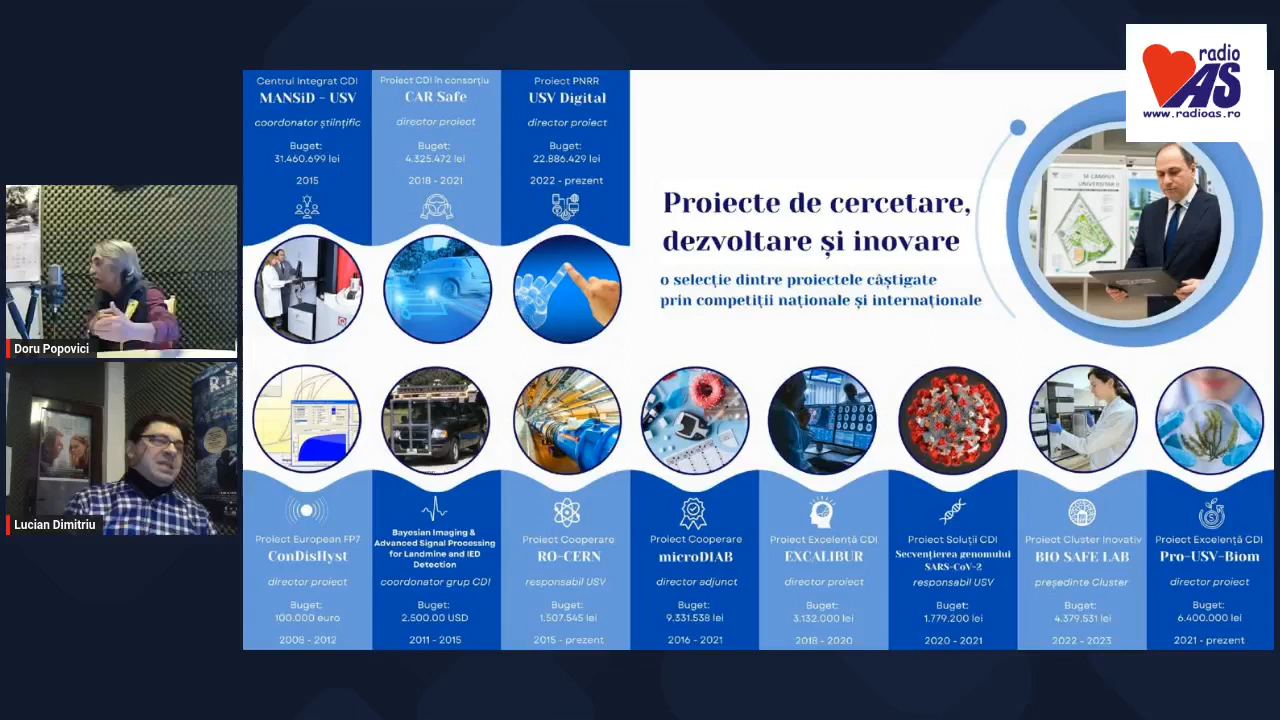 radio
AS
www.radioas.ro
Centrul Integrat CDI
MANSiD - USV
coordonator științific
Buget:
31.460.699 lei
2015
Proiect CDI în consorțiu
CAR Safe
director proiect
Buget:
4.325.472 lei
2018 - 2021
Proiect PNRR
USV Digital
director proiect
Buget:
22.886.429 lei
2022 - prezent
Proiecte de cercetare,
dezvoltare și inovare
o selecție dintre proiectele câștigate
prin competiții naționale și internaționale
CAMPUS
UNIVERSITAR II
Doru Popovici
Lucian Dimitriu
Proiect European FP7
ConDisHyst
director proiect
Buget:
100.000 euro
2008 - 2012
Bayesian Imaging &
Advanced Signal Processing
for Landmine and IED
Detection
coordonator grup CDI
Buget:
2.500.00 USD
2011 - 2015
Proiect Cooperare
RO-CERN
responsabil USV
Buget:
1.507.545 lei
2015 - prezent
Proiect Cooperare
microDIAB
director adjunct
Buget:
9.331.538 lei
2016 - 2021
Proiect Excelență CDI
EXCALIBUR
director proiect
Buget:
3.132.000 lei
2018 - 2020
Proiect Soluții CDI
Secvențierea genomului
SARS-CoV-2
responsabil USV
Buget:
1.779.200 lei
2020 - 2021
Proiect Cluster Inovativ
BIO SAFE LAB
președinte Cluster
Buget:
4.379.531 lei
2022 - 2023
Proiect Excelență CDI
Pro-USV-Biom
director proiect
Buget:
6.400.000 lei
2021 - prezent